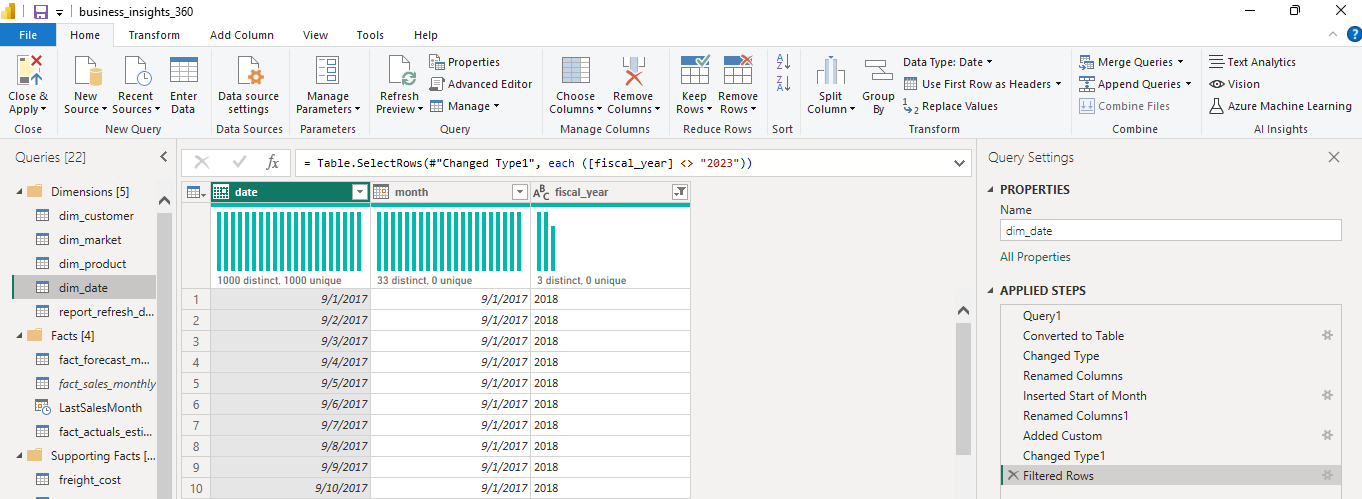 business_insights_360
File Home Transform Add Column View Tools Help
Close & Apply
New Source
Recent Sources
Enter Data
Data source settings
Manage Parameters
Refresh Preview
Properties
Advanced Editor
Manage
Choose Columns
Remove Columns
Keep Rows
Remove Rows
A Z
Z A
Split Column
Group By
Data Type: Date
Use First Row as Headers
1 2 Replace Values
Merge Queries
Append Queries
Combine Files
Text Analytics
Vision
Azure Machine Learning
Close New Query Data Sources Parameters Query Manage Columns Reduce Rows Sort Transform Combine AI Insights
Queries [22]
Dimensions [5]
dim_customer
dim_market
dim_product
dim_date
report_refresh_d...
Facts [4]
fact_forecast_m...
fact_sales_monthly
LastSalesMonth
fact_actuals_esti...
Supporting Facts [...
freight_cost
fx
= Table.SelectRows(#"Changed Type1", each ([fiscal_year] <> "2023"))
date month ABC fiscal_year
1000 distinct, 1000 unique 33 distinct, 0 unique 3 distinct, 0 unique
1 9/1/2017 9/1/2017 2018
2 9/2/2017 9/1/2017 2018
3 9/3/2017 9/1/2017 2018
4 9/4/2017 9/1/2017 2018
5 9/5/2017 9/1/2017 2018
6 9/6/2017 9/1/2017 2018
7 9/7/2017 9/1/2017 2018
8 9/8/2017 9/1/2017 2018
9 9/9/2017 9/1/2017 2018
10 9/10/2017 9/1/2017 2018
Query Settings
PROPERTIES
Name
dim_date
All Properties
APPLIED STEPS
Query1
Converted to Table
Changed Type
Renamed Columns
Inserted Start of Month
Renamed Columns1
Added Custom
Changed Type1
Filtered Rows